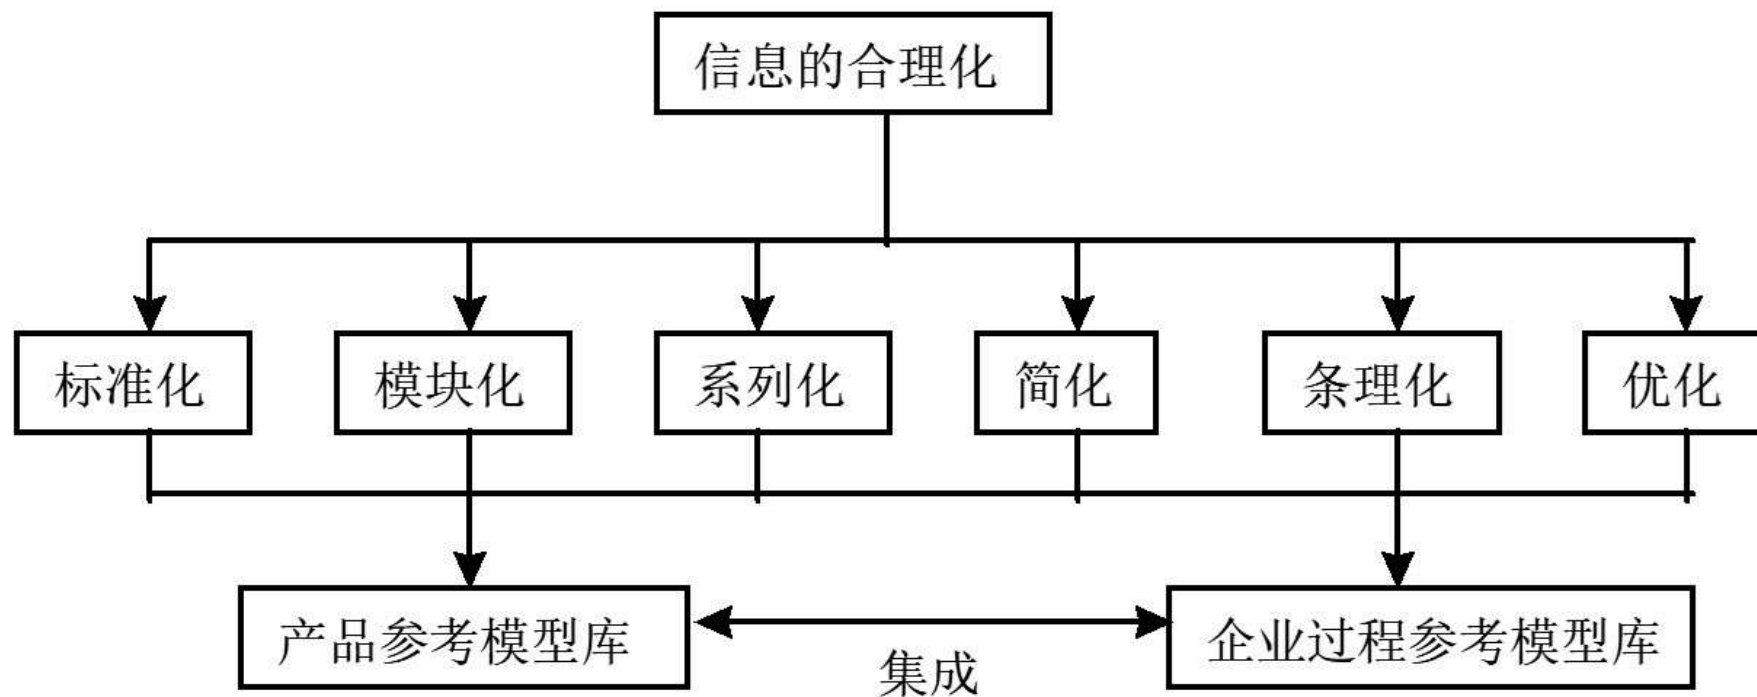 信息的合理化
标准化
模块化
系列化
简化
条理化
优化
产品参考模型库
集成
企业过程参考模型库